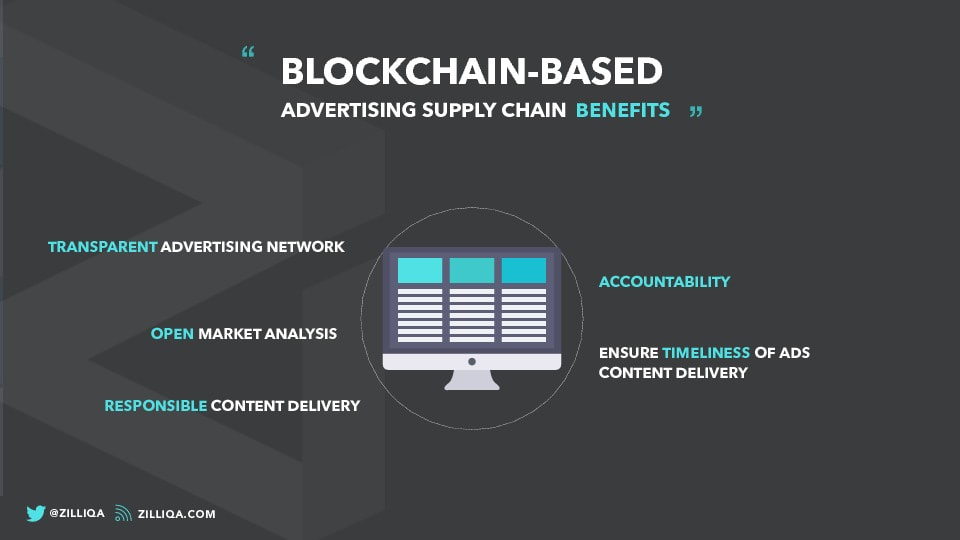 “
BLOCKCHAIN-BASED
ADVERTISING SUPPLY CHAIN BENEFITS ”
TRANSPARENT ADVERTISING NETWORK
OPEN MARKET ANALYSIS
RESPONSIBLE CONTENT DELIVERY
ACCOUNTABILITY
ENSURE TIMELINESS OF ADS
CONTENT DELIVERY
@ZILLIQA
ZILLIQA.COM